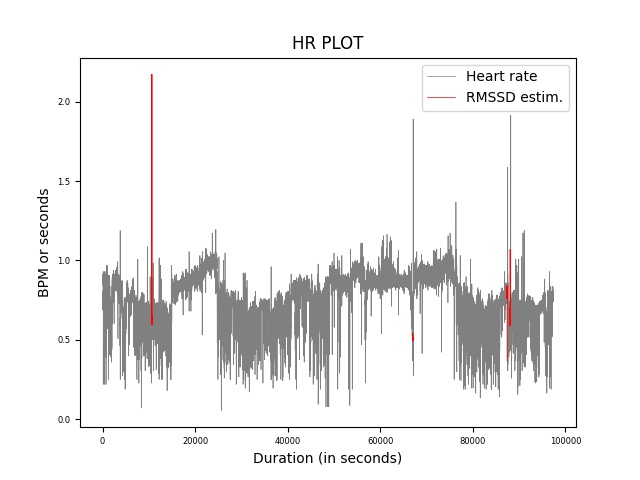 HR PLOT
Heart rate
RMSSD estim.
2.0
1.5
1.0
0.5
0.0
BPM or seconds
0 20000 40000 60000 80000 100000
Duration (in seconds)